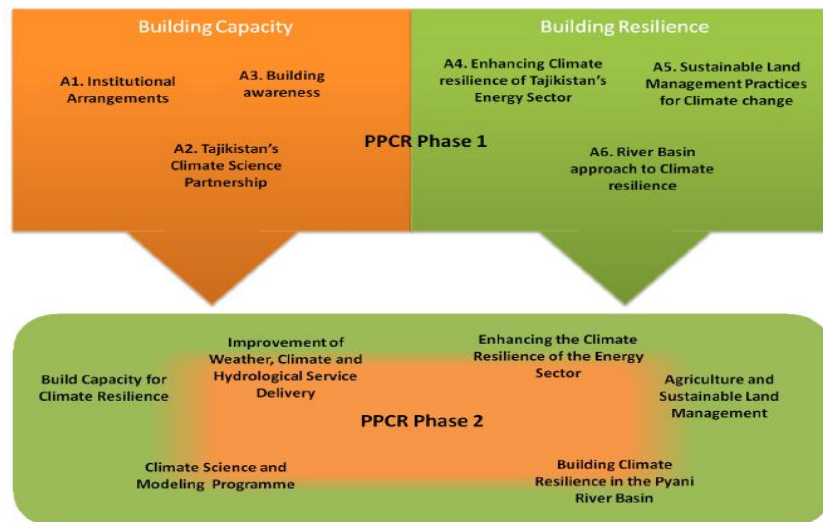 Building Capacity
A1. Institutional
Arrangements
A3. Building
awareness
A2. Tajikistan's
Climate Science
Partnership
Building Resilience
A4. Enhancing Climate
resilience of Tajikistan's
Energy Sector
A5. Sustainable Land
Management Practices
for Climate change
A6. River Basin
approach to Climate
resilience
PPCR Phase 1
Build Capacity for
Climate Resilience
Improvement of
Weather, Climate and
Hydrological Service
Delivery
Enhancing the Climate
Resilience of the Energy
Sector
Agriculture and
Sustainable Land
Management
PPCR Phase 2
Climate Science and
Modeling Programme
Building Climate
Resilience in the Pyani
River Basin